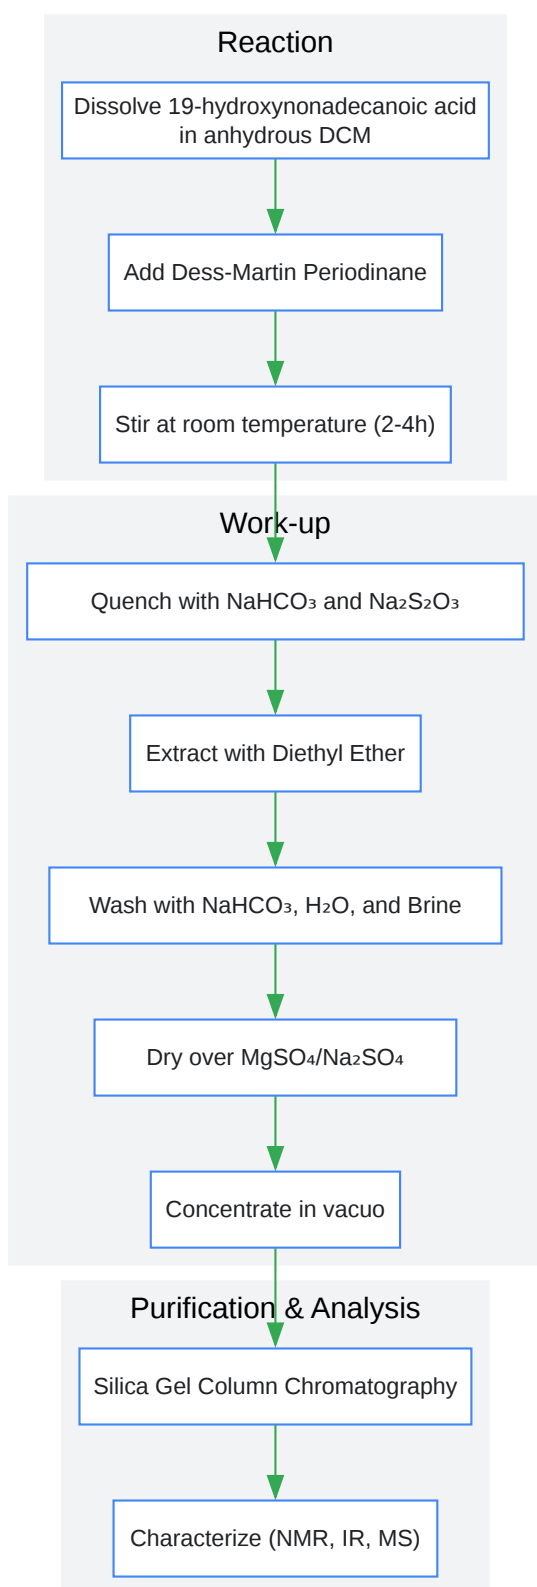 Reaction
Dissolve 19-hydroxynonadecanoic acid
in anhydrous DCM
Add Dess-Martin Periodinane
Stir at room temperature (2-4h)
Work-up
Quench with NaHCO₃ and Na₂S₂O₃
Extract with Diethyl Ether
Wash with NaHCO₃, H₂O, and Brine
Dry over MgSO₄/Na₂SO₄
Concentrate in vacuo
Purification & Analysis
Silica Gel Column Chromatography
Characterize (NMR, IR, MS)